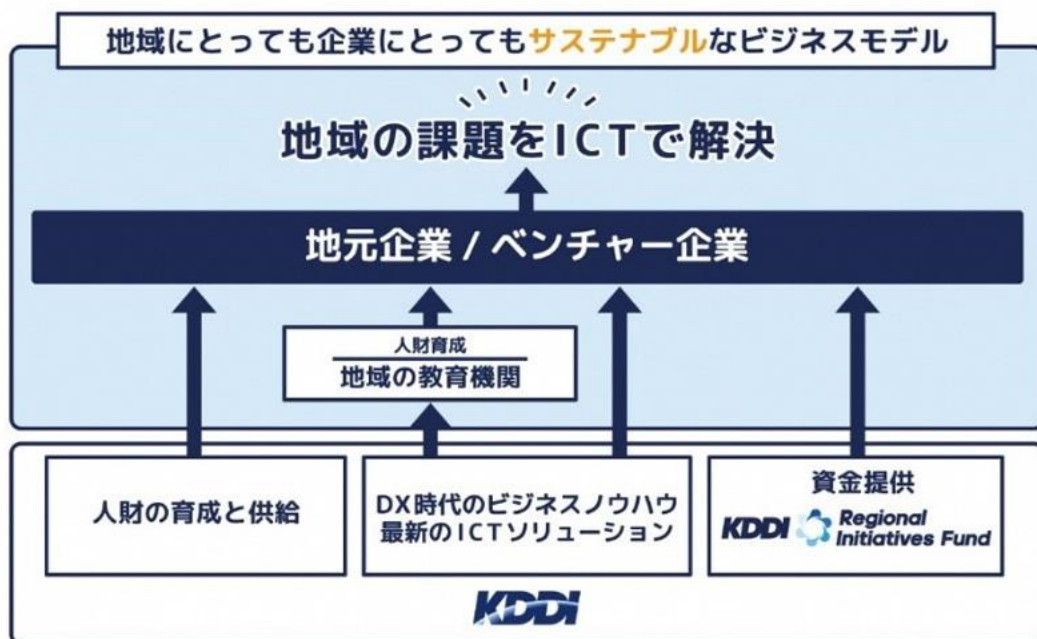 地域にとっても企業にとってもサステナブルなビジネスモデル
地域の課題をICTで解決
地元企業 / ベンチャー企業
人財育成
地域の教育機関
人財の育成と供給
DX時代のビジネスノウハウ
最新のICTソリューション
資金提供
KDDI Regional
Initiatives Fund
KDDI